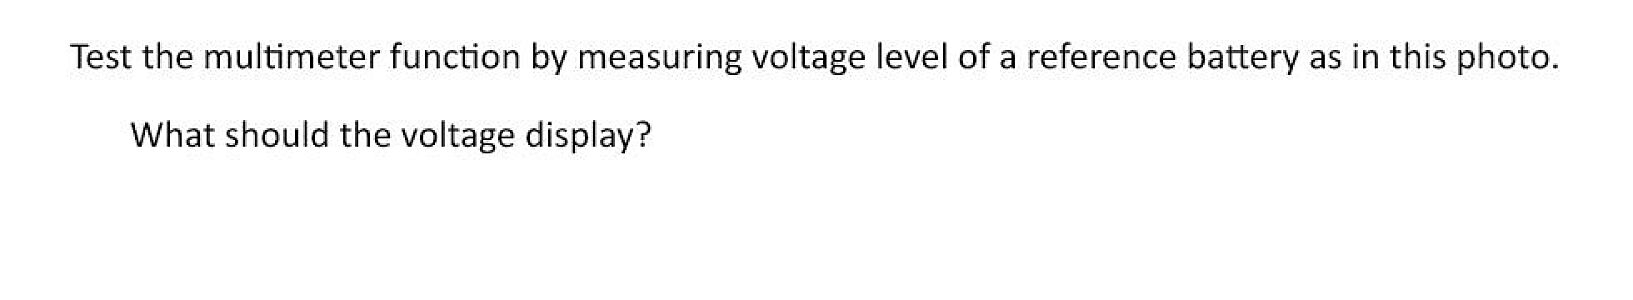 Test the multimeter function by measuring voltage level of a reference battery as in this photo.
What should the voltage display?